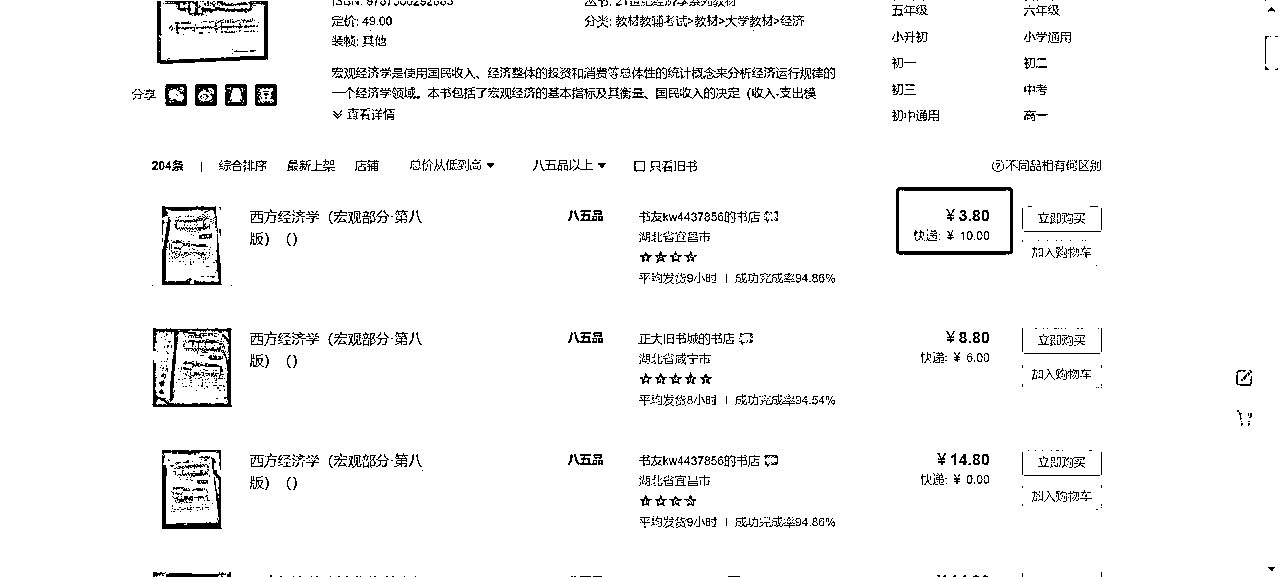 定价: 49.00
分类: 教材教辅考试>教材>大学教材>经济
装帧: 其他
宏观经济学是使用国民收入、经济整体的投资和消费等总体性的统计概念来分析经济运行规律的
一个经济学领域。本书包括了宏观经济的基本指标及其衡量、国民收入的决定（收入-支出模
查看详情
分享
五年级 六年级
小升初 小学通用
初一 初二
初三 中考
初中通用 高一
204条 | 综合排序 最新上架 店铺 总价从低到高 八五品以上 只看旧书 ?不同品相有何区别
西方经济学（宏观部分·第八
版）（）
八五品
书友kw4437856的书店
湖北省宜昌市
平均发货9小时 | 成功完成率94.86%
¥ 3.80
快递: ¥ 10.00
立即购买
加入购物车
西方经济学（宏观部分·第八
版）（）
八五品
正大旧书城的书店
湖北省咸宁市
平均发货8小时 | 成功完成率94.54%
¥ 8.80
快递: ¥ 6.00
立即购买
加入购物车
西方经济学（宏观部分·第八
版）（）
八五品
书友kw4437856的书店
湖北省宜昌市
平均发货9小时 | 成功完成率94.86%
¥ 14.80
快递: ¥ 0.00
立即购买
加入购物车